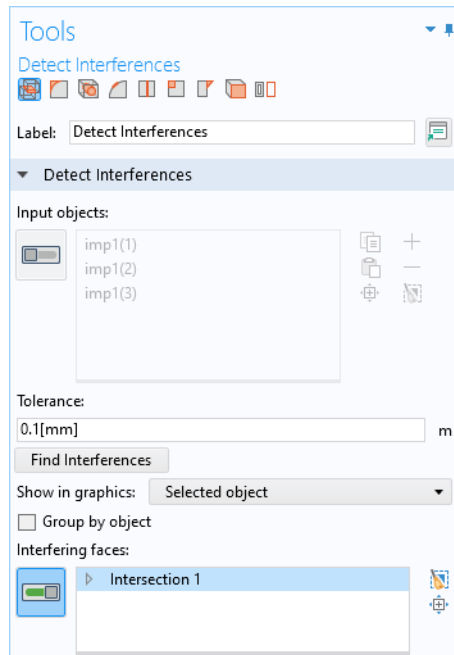 Tools
Detect Interferences
Label: Detect Interferences
Detect Interferences
Input objects:
imp1(1)
imp1(2)
imp1(3)
Tolerance:
0.1[mm] m
Find Interferences
Show in graphics: Selected object
Group by object
Interfering faces:
Intersection 1